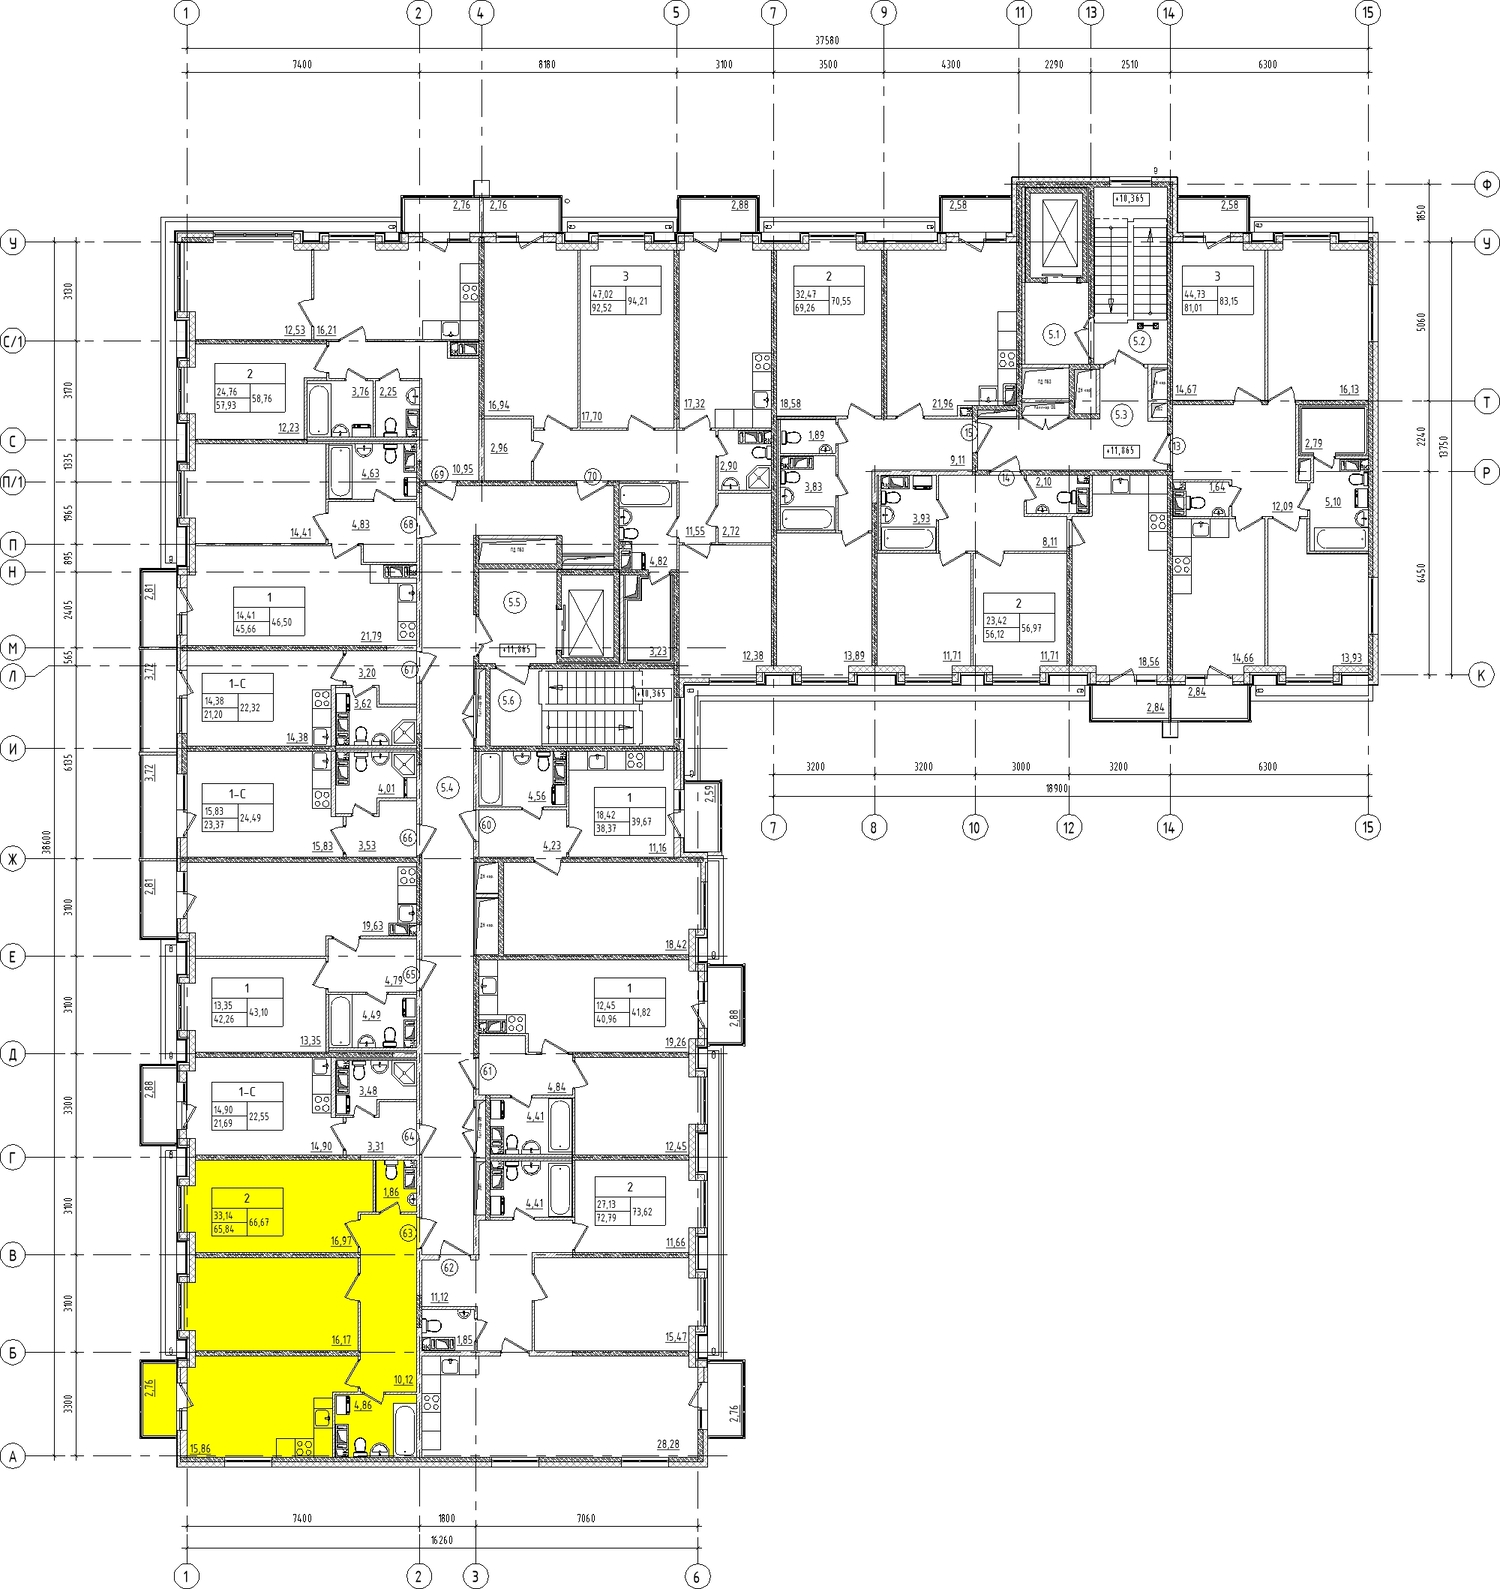 1 2 4 5 7 9 11 13 14 15
37580
7400 8180 3100 3500 4300 2290 2510 6300
Ф
1850
2,76 2,76 2,88 2,58 +10,365 2,58
У У
3130 5060 13750
3 2 3
47,02 94,21 32,47 70,55 44,73 83,15
92,52 69,26 81,01
5.1 5.2
12,53 16,21
С/1
3170
2
24,76 58,76
57,93
3,76 2,25
пд пвз
14,67 16,13
Т
16,94 17,70 17,32 18,58 21,96 5.3
12,23
15
С
1335 2240
1,89 13 2,79
2,96 9,11 +11,865
4,63 69 10,95 70 2,90 3,83 14
Р
П/1
1965
2,10 1,64
14,41 4,83 68 11,55 2,72 3,93 12,09 5,10
П
895
8,11
пд пвз
4,82
Н
2405 6450
2,81
1
14,41 46,50
45,66
5.5
2
23,42 56,97
56,12
21,79
+11,865
М
565
Л
3,72
3,20 67
3,23 12,38 13,89 11,71 11,71 18,56 14,66 13,93
К
1-С
14,38 22,32
21,20
3,62
5.6 +10,365
2,84 2,84
14,38
И
6135
3,72
4,01 5.4 4,56 2,59
3200 3200 3000 3200 6300
18900
1-С
15,83 24,49
23,37
1
18,42 39,67
38,37
7 8 10 12 14 15
15,83 3,53 66 60 4,23 11,16
38600
Ж
3100
2,81
19,63 18,42
Е
3100
4,79 65
1
13,35 43,10
42,26
1
12,45 41,82
40,96
4,49 2,88
13,35 19,26
Д
3300
2,88
61
1-С
14,90 22,55
21,69
3,48 4,84
4,41
14,90 3,31 64 12,45
Г
3100
2
33,14 66,67
65,84
1,86
4,41
2
27,13 73,62
72,79
16,97 63 11,66
В
3100
62
11,12
16,17 1,85 15,47
Б
3300
2,76
10,12
4,86
2,76
15,86 28,28
А
7400 1800 7060
16260
1 2 3 6